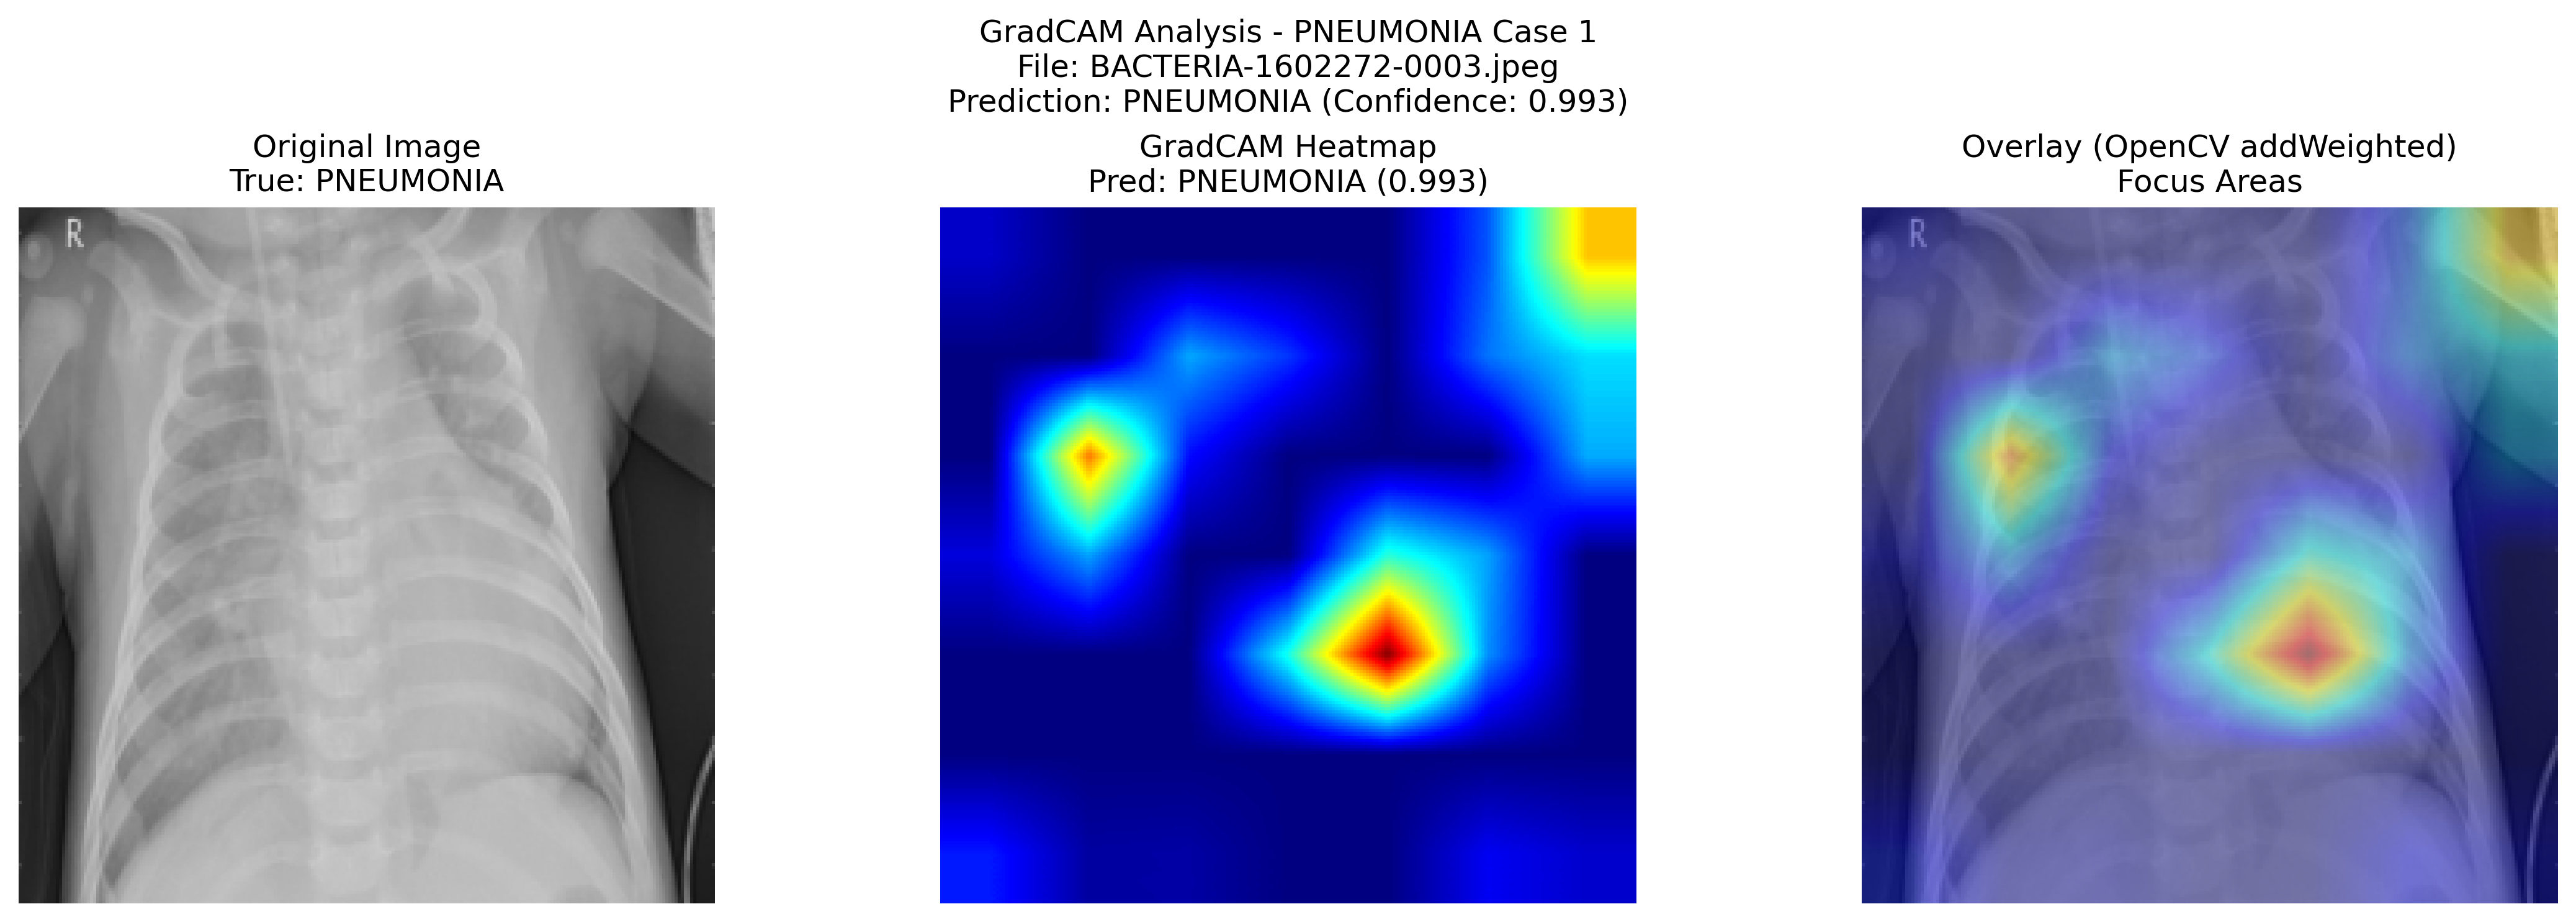 GradCAM Analysis - PNEUMONIA Case 1
File: BACTERIA-1602272-0003.jpeg
Prediction: PNEUMONIA (Confidence: 0.993)
Original Image
True: PNEUMONIA
GradCAM Heatmap
Pred: PNEUMONIA (0.993)
Overlay (OpenCV addWeighted)
Focus Areas
R
R